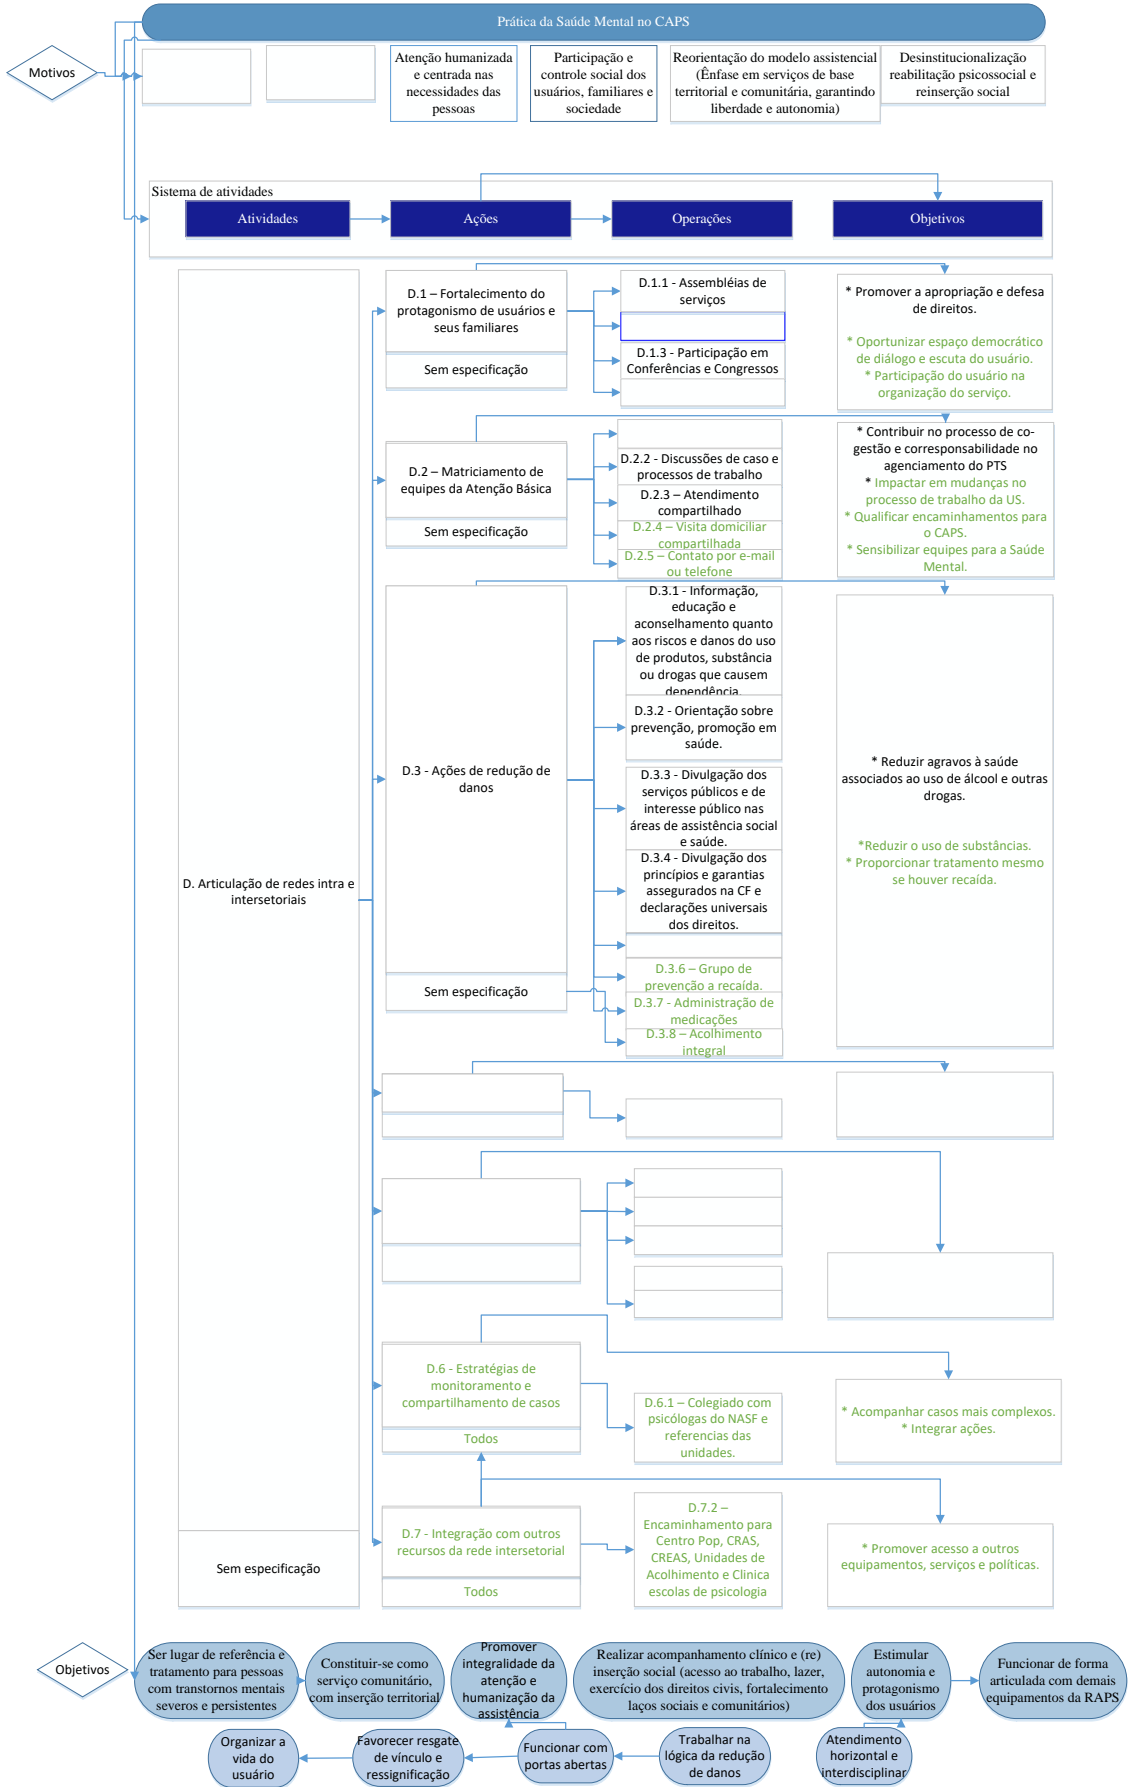 Prática da Saúde Mental no CAPS
Motivos
Atenção humanizada
e centrada nas
necessidades das
pessoas
Participação e
controle social dos
usuários, familiares e
sociedade
Reorientação do modelo assistencial
(Ênfase em serviços de base
territorial e comunitária, garantindo
liberdade e autonomia)
Desinstitucionalização
reabilitação psicossocial e
reinserção social
Sistema de atividades
Atividades
Ações
Operações
Objetivos
D. Articulação de redes intra e
intersetoriais
Sem especificação
D.1 – Fortalecimento do
protagonismo de usuários e
seus familiares
Sem especificação
D.1.1 - Assembléias de
serviços
D.1.3 - Participação em
Conferências e Congressos
* Promover a apropriação e defesa
de direitos.
* Oportunizar espaço democrático
de diálogo e escuta do usuário.
* Participação do usuário na
organização do serviço.
D.2 – Matriciamento de
equipes da Atenção Básica
Sem especificação
D.2.2 - Discussões de caso e
processos de trabalho
D.2.3 – Atendimento
compartilhado
D.2.4 – Visita domiciliar
compartilhada
D.2.5 – Contato por e-mail
ou telefone
* Contribuir no processo de co-
gestão e corresponsabilidade no
agenciamento do PTS
* Impactar em mudanças no
processo de trabalho da US.
* Qualificar encaminhamentos para
o CAPS.
* Sensibilizar equipes para a Saúde
Mental.
D.3 - Ações de redução de
danos
Sem especificação
D.3.1 - Informação,
educação e
aconselhamento quanto
aos riscos e danos do uso
de produtos, substância
ou drogas que causem
dependência.
D.3.2 - Orientação sobre
prevenção, promoção em
saúde.
D.3.3 - Divulgação dos
serviços públicos e de
interesse público nas
áreas de assistência social
e saúde.
D.3.4 - Divulgação dos
princípios e garantias
assegurados na CF e
declarações universais
dos direitos.
D.3.6 – Grupo de
prevenção a recaída.
D.3.7 - Administração de
medicações
D.3.8 – Acolhimento
integral
* Reduzir agravos à saúde
associados ao uso de álcool e outras
drogas.
*Reduzir o uso de substâncias.
* Proporcionar tratamento mesmo
se houver recaída.
D.6 - Estratégias de
monitoramento e
compartilhamento de casos
Todos
D.6.1 – Colegiado com
psicólogas do NASF e
referencias das
unidades.
* Acompanhar casos mais complexos.
* Integrar ações.
D.7 - Integração com outros
recursos da rede intersetorial
Todos
D.7.2 –
Encaminhamento para
Centro Pop, CRAS,
CREAS, Unidades de
Acolhimento e Clinica
escolas de psicologia
* Promover acesso a outros
equipamentos, serviços e políticas.
Objetivos
Ser lugar de referência e
tratamento para pessoas
com transtornos mentais
severos e persistentes
Constituir-se como
serviço comunitário,
com inserção territorial
Promover
integralidade da
atenção e
humanização da
assistência
Realizar acompanhamento clínico e (re)
inserção social (acesso ao trabalho, lazer,
exercício dos direitos civis, fortalecimento
laços sociais e comunitários)
Estimular
autonomia e
protagonismo
dos usuários
Funcionar de forma
articulada com demais
equipamentos da RAPS
Organizar a
vida do
usuário
Favorecer resgate
de vínculo e
ressignificação
Funcionar com
portas abertas
Trabalhar na
lógica da redução
de danos
Atendimento
horizontal e
interdisciplinar